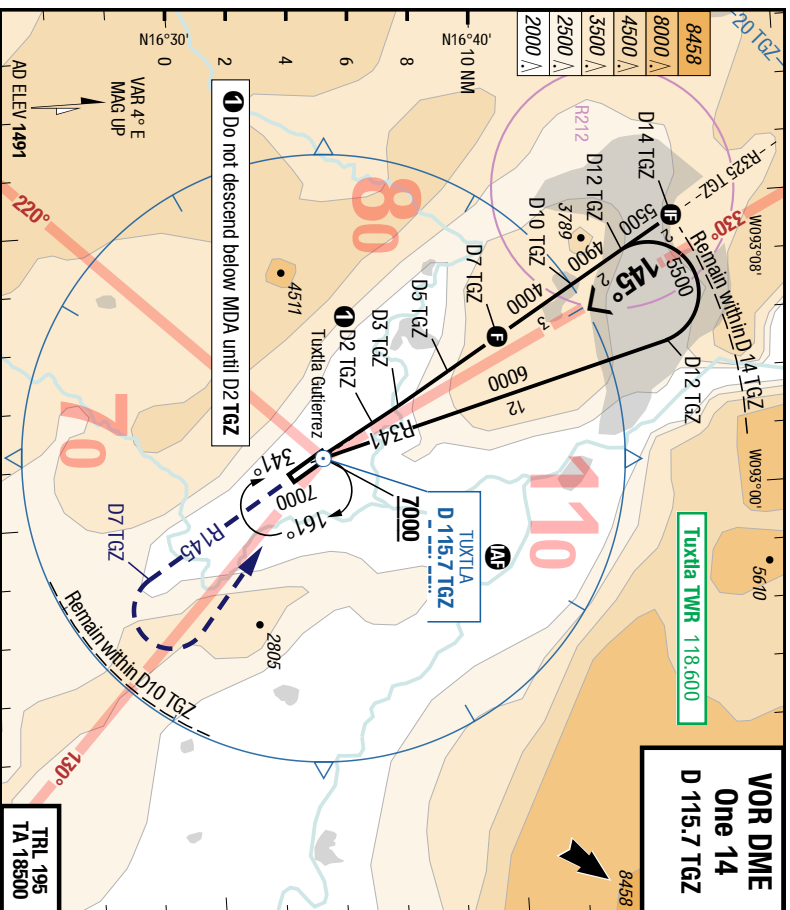 VOR DME
One 14
D 115.7 TGZ
8458
Tuxtla TWR 118.600
5610
W093°00'
W093°08'
20 TGZ
R325 TGZ
330°
Remain within D 14 TGZ
8458
8000
4500
3500
2500
2000
IF
D14 TGZ
D12 TGZ
D10 TGZ
D7 TGZ
D5 TGZ
D3 TGZ
1 D2 TGZ
Tuxtla Gutierrez
R212
3789
5500
2
5500
4900
2
4000
3
145°
D12 TGZ
6000
12
R341
F
IAF
TUXTLA
D 115.7 TGZ
7000
110
80
70
4511
341°
161°
7000
R145
D7 TGZ
2805
Remain within D10 TGZ
220°
130°
1 Do not descend below MDA until D2 TGZ
N16°40'
N16°30'
10 NM
8
6
4
2
0
VAR 4° E
MAG UP
AD ELEV 1491
TRL 195
TA 18500